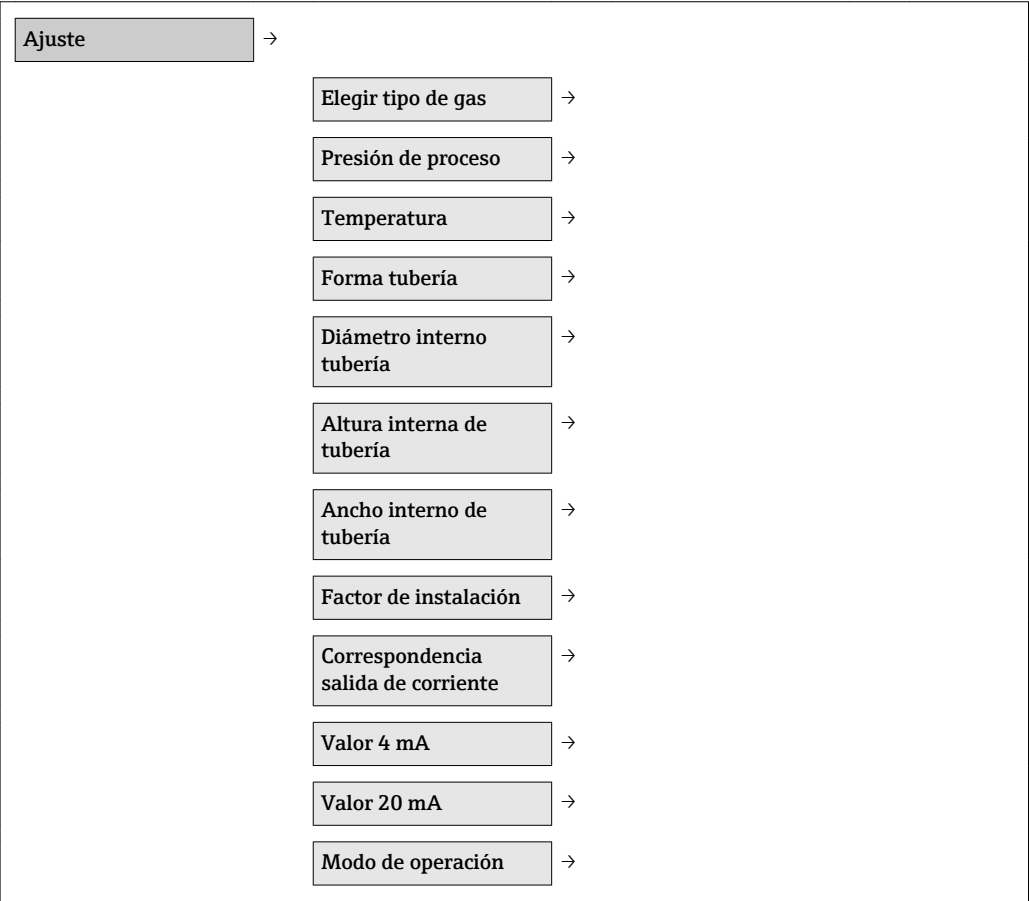 Ajuste →
Elegir tipo de gas →
Presión de proceso →
Temperatura →
Forma tubería →
Diámetro interno →
tubería
Altura interna de →
tubería
Ancho interno de →
tubería
Factor de instalación →
Correspondencia →
salida de corriente
Valor 4 mA →
Valor 20 mA →
Modo de operación →